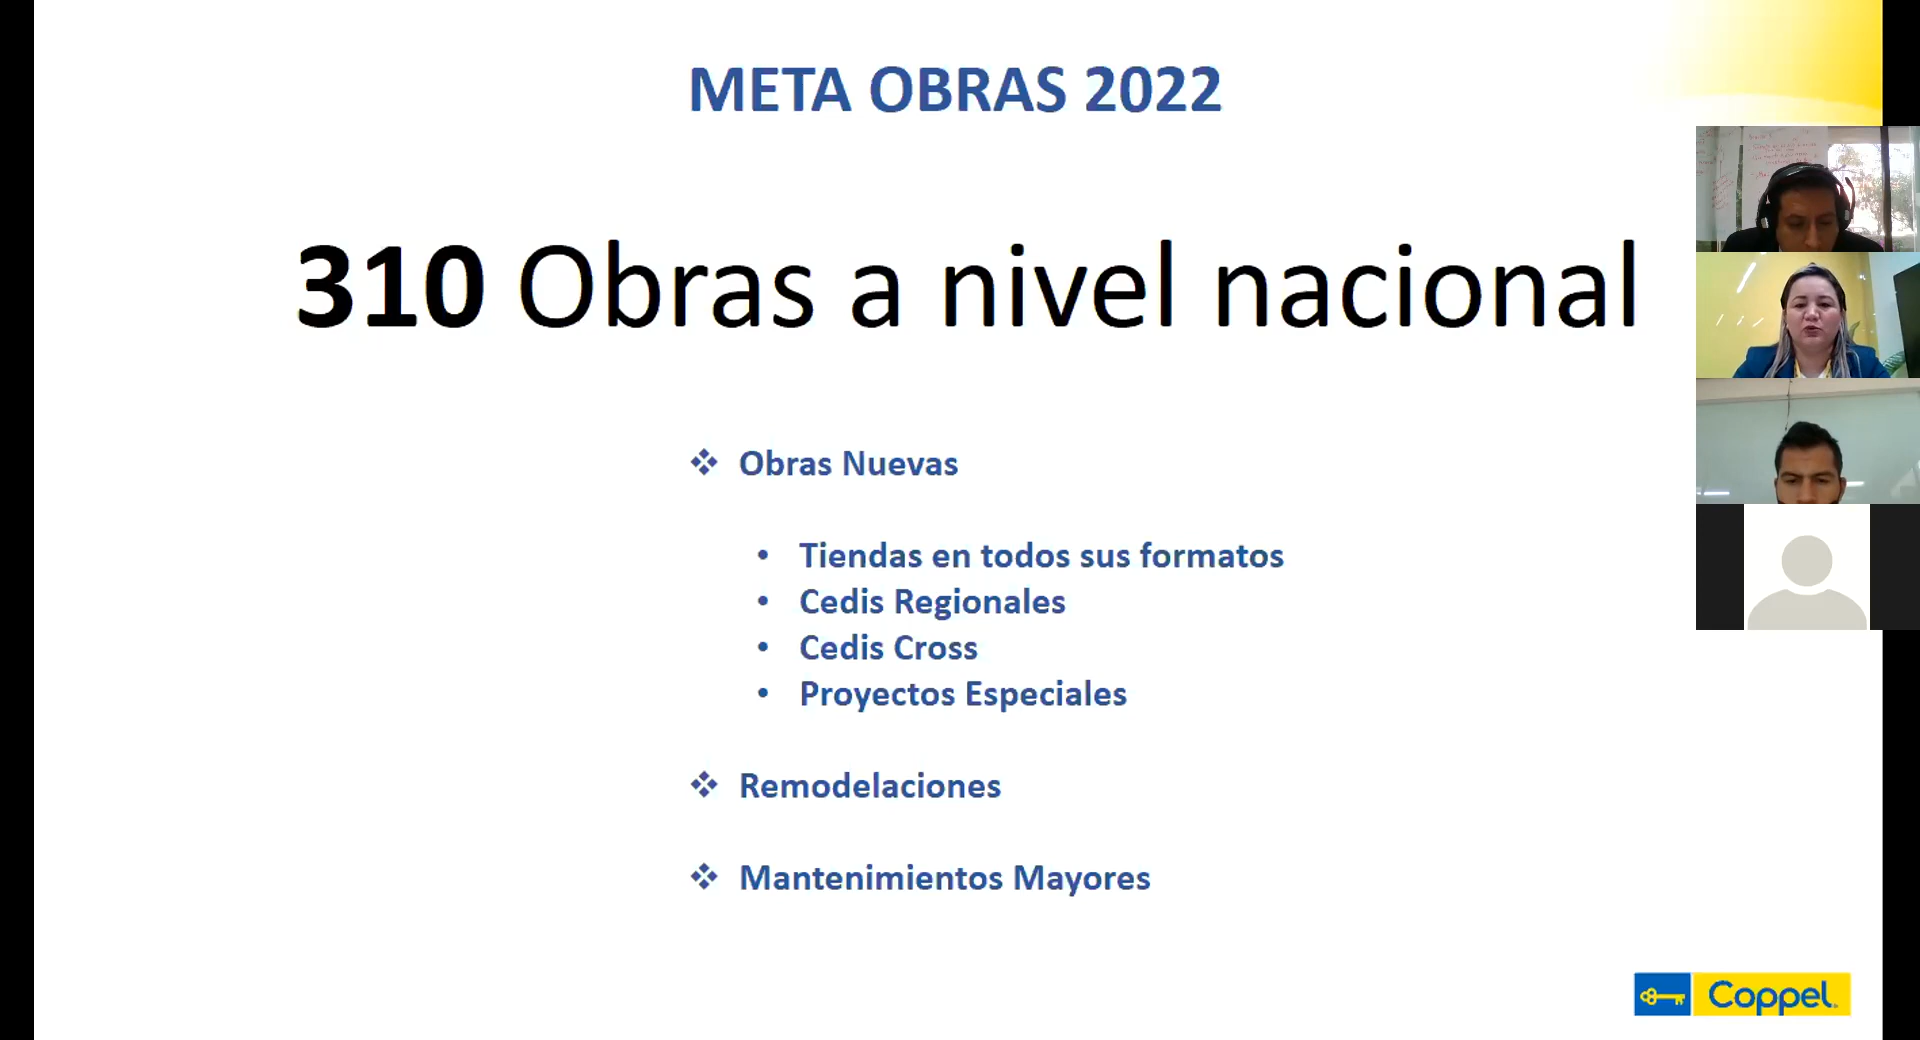 META OBRAS 2022
310 Obras a nivel nacional
❖ Obras Nuevas
• Tiendas en todos sus formatos
• Cedis Regionales
• Cedis Cross
• Proyectos Especiales
❖ Remodelaciones
❖ Mantenimientos Mayores
Coppel